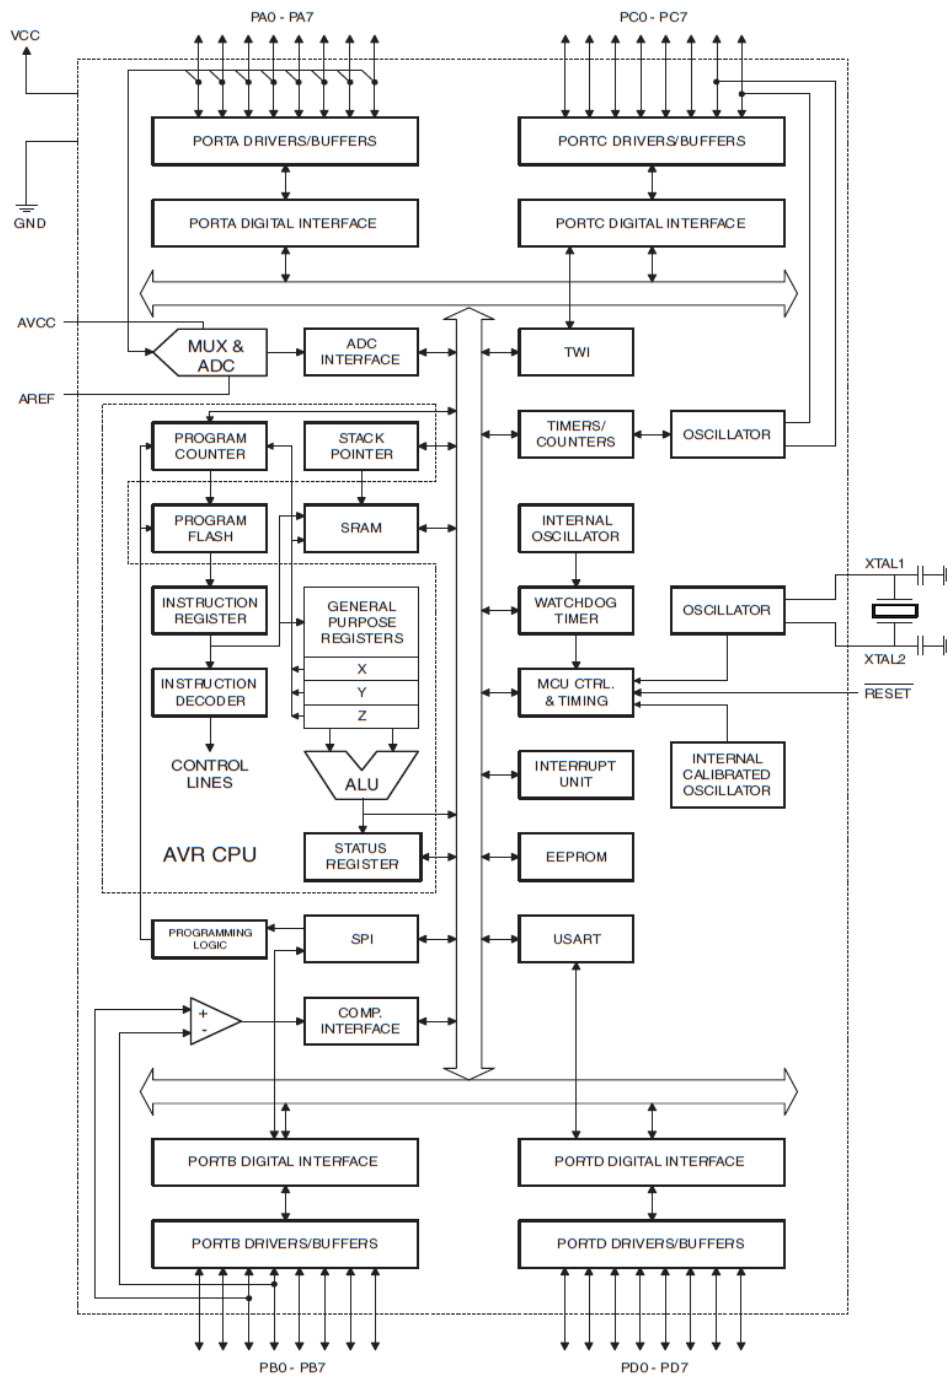 PA0 - PA7
PC0 - PC7
VCC
PORTA DRIVERS/BUFFERS
PORTC DRIVERS/BUFFERS
GND
PORTA DIGITAL INTERFACE
PORTC DIGITAL INTERFACE
AVCC
MUX &
ADC
ADC
INTERFACE
TWI
AREF
PROGRAM
COUNTER
STACK
POINTER
TIMERS/
COUNTERS
OSCILLATOR
PROGRAM
FLASH
SRAM
INTERNAL
OSCILLATOR
XTAL1
INSTRUCTION
REGISTER
GENERAL
PURPOSE
REGISTERS
WATCHDOG
TIMER
OSCILLATOR
XTAL2
X
Y
Z
INSTRUCTION
DECODER
MCU CTRL.
& TIMING
RESET
CONTROL
LINES
ALU
INTERRUPT
UNIT
INTERNAL
CALIBRATED
OSCILLATOR
AVR CPU
STATUS
REGISTER
EEPROM
PROGRAMMING
LOGIC
SPI
USART
+
-
COMP.
INTERFACE
PORTB DIGITAL INTERFACE
PORTD DIGITAL INTERFACE
PORTB DRIVERS/BUFFERS
PORTD DRIVERS/BUFFERS
PB0 - PB7
PD0 - PD7